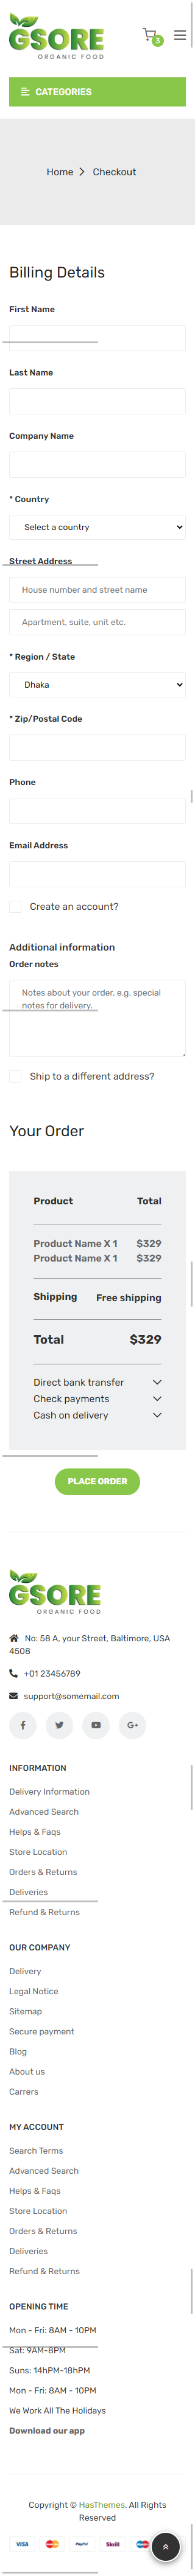 GSORE
ORGANIC FOOD
3
CATEGORIES
Home
Checkout
Billing Details
First Name
Last Name
Company Name
* Country
Select a country
Street Address
House number and street name
Apartment, suite, unit etc.
* Region / State
Dhaka
* Zip/Postal Code
Phone
Email Address
Create an account?
Additional information
Order notes
Notes about your order, e.g. special
notes for delivery.
Ship to a different address?
Your Order
Product Total
Product Name X 1 $329
Product Name X 1 $329
Shipping Free shipping
Total $329
Direct bank transfer
Check payments
Cash on delivery
PLACE ORDER
GSORE
ORGANIC FOOD
No: 58 A, your Street, Baltimore, USA
4508
+01 23456789
support@somemail.com
INFORMATION
Delivery Information
Advanced Search
Helps & Faqs
Store Location
Orders & Returns
Deliveries
Refund & Returns
OUR COMPANY
Delivery
Legal Notice
Sitemap
Secure payment
Blog
About us
Carrers
MY ACCOUNT
Search Terms
Advanced Search
Helps & Faqs
Store Location
Orders & Returns
Deliveries
Refund & Returns
OPENING TIME
Mon - Fri: 8AM - 10PM
Sat: 9AM-8PM
Suns: 14hPM-18hPM
Mon - Fri: 8AM - 10PM
We Work All The Holidays
Download our app
Copyright © HasThemes. All Rights
Reserved
VISA MasterCard PayPal Skrill